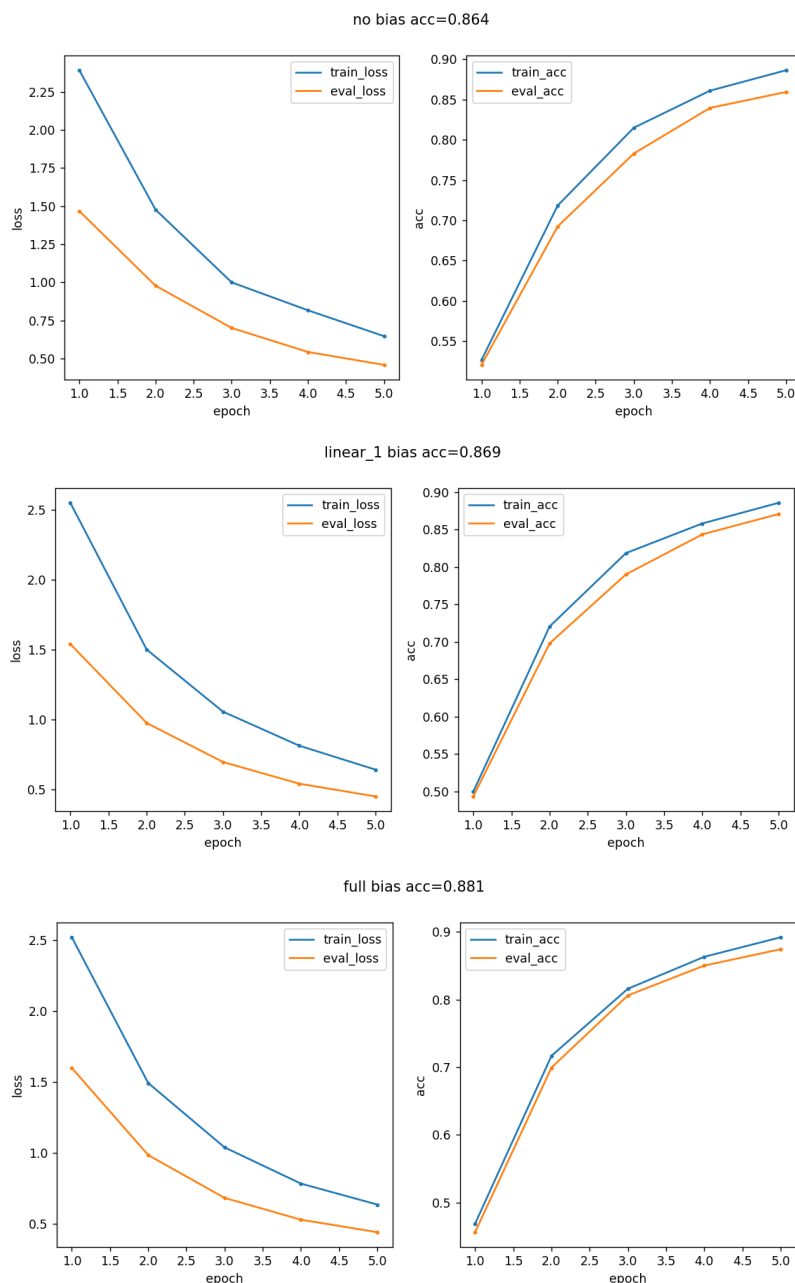 no bias acc=0.864
train_loss
eval_loss
2.25
2.00
1.75
1.50
1.25
1.00
0.75
0.50
loss
1.0 1.5 2.0 2.5 3.0 3.5 4.0 4.5 5.0
epoch
train_acc
eval_acc
0.90
0.85
0.80
0.75
0.70
0.65
0.60
0.55
acc
1.0 1.5 2.0 2.5 3.0 3.5 4.0 4.5 5.0
epoch
linear_1 bias acc=0.869
train_loss
eval_loss
2.5
2.0
1.5
1.0
0.5
loss
1.0 1.5 2.0 2.5 3.0 3.5 4.0 4.5 5.0
epoch
train_acc
eval_acc
0.90
0.85
0.80
0.75
0.70
0.65
0.60
0.55
0.50
acc
1.0 1.5 2.0 2.5 3.0 3.5 4.0 4.5 5.0
epoch
full bias acc=0.881
train_loss
eval_loss
2.5
2.0
1.5
1.0
0.5
loss
1.0 1.5 2.0 2.5 3.0 3.5 4.0 4.5 5.0
epoch
train_acc
eval_acc
0.9
0.8
0.7
0.6
0.5
acc
1.0 1.5 2.0 2.5 3.0 3.5 4.0 4.5 5.0
epoch